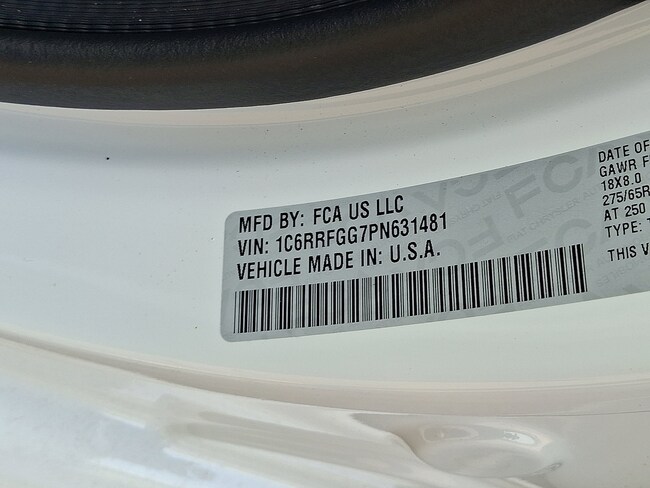 MFD BY: FCA US LLC
VIN: 1C6RRFGG7PN631481
VEHICLE MADE IN: U.S.A.
DATE OF
GAWR F
18X8.0
275/65R
AT 250
TYPE:
THIS V